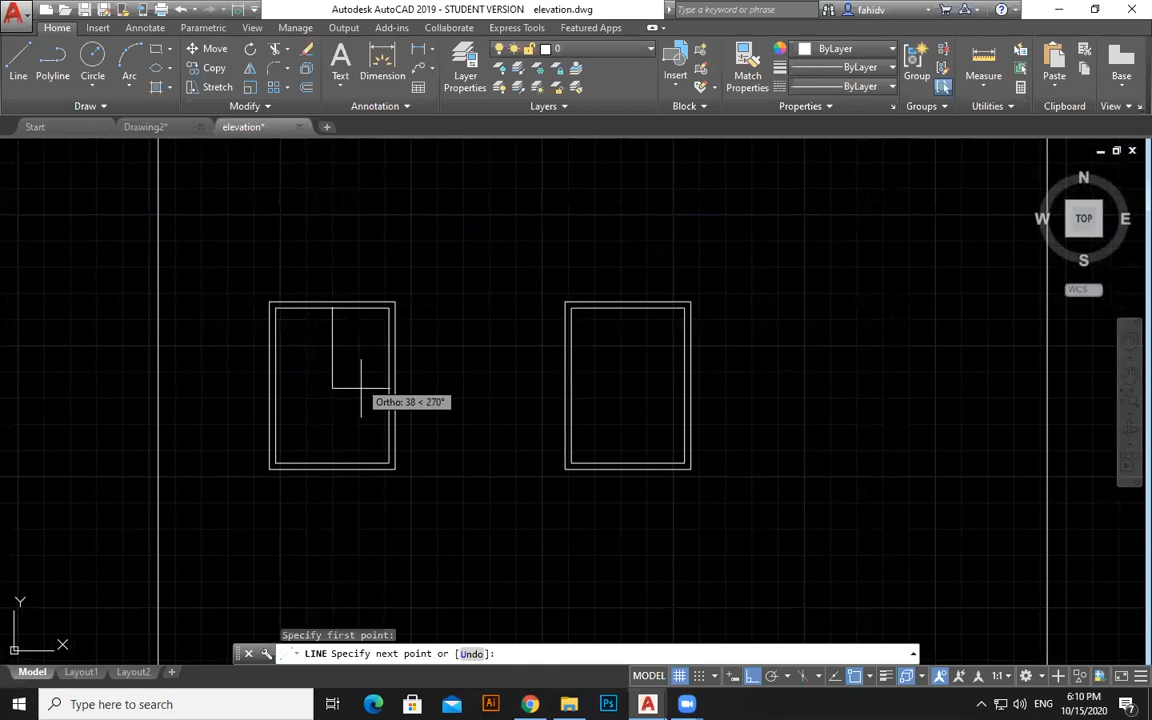 Autodesk AutoCAD 2019 - STUDENT VERSION elevation.dwg
Type a keyword or phrase
fahidv
Home Insert Annotate Parametric View Manage Output Add-ins Collaborate Express Tools Featured Apps
Line Polyline Circle Arc
Move
Copy
Stretch
Text Dimension
Layer
Properties
0
Insert
Match
Properties
ByLayer
ByLayer
ByLayer
Group
Measure
Paste
Base
Draw Modify Annotation Layers Block Properties Groups Utilities Clipboard View
Start Drawing2* elevation*
N
W TOP E
S
WCS
Ortho: 38 < 270°
Y
X
Specify first point:
LINE Specify next point or [Undo]:
Model Layout1 Layout2
MODEL
1:1
Type here to search
Ai
Ps
A
ENG
6:10 PM
10/15/2020
7